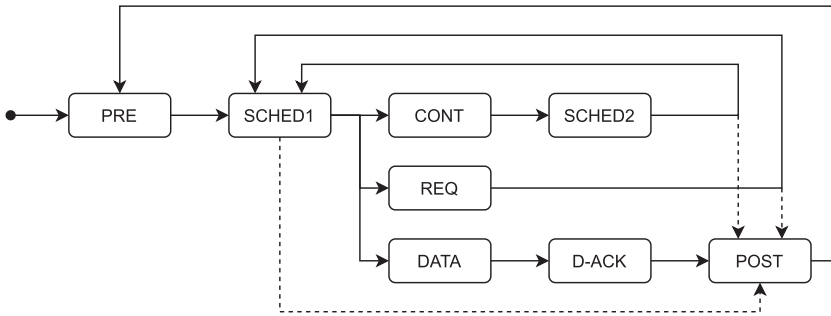 PRE
SCHED1
CONT
SCHED2
REQ
DATA
D-ACK
POST